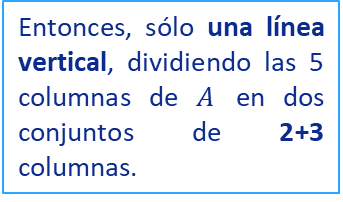 Entonces, sólo una línea
vertical, dividiendo las 5
columnas de A en dos
conjuntos de 2+3
columnas.